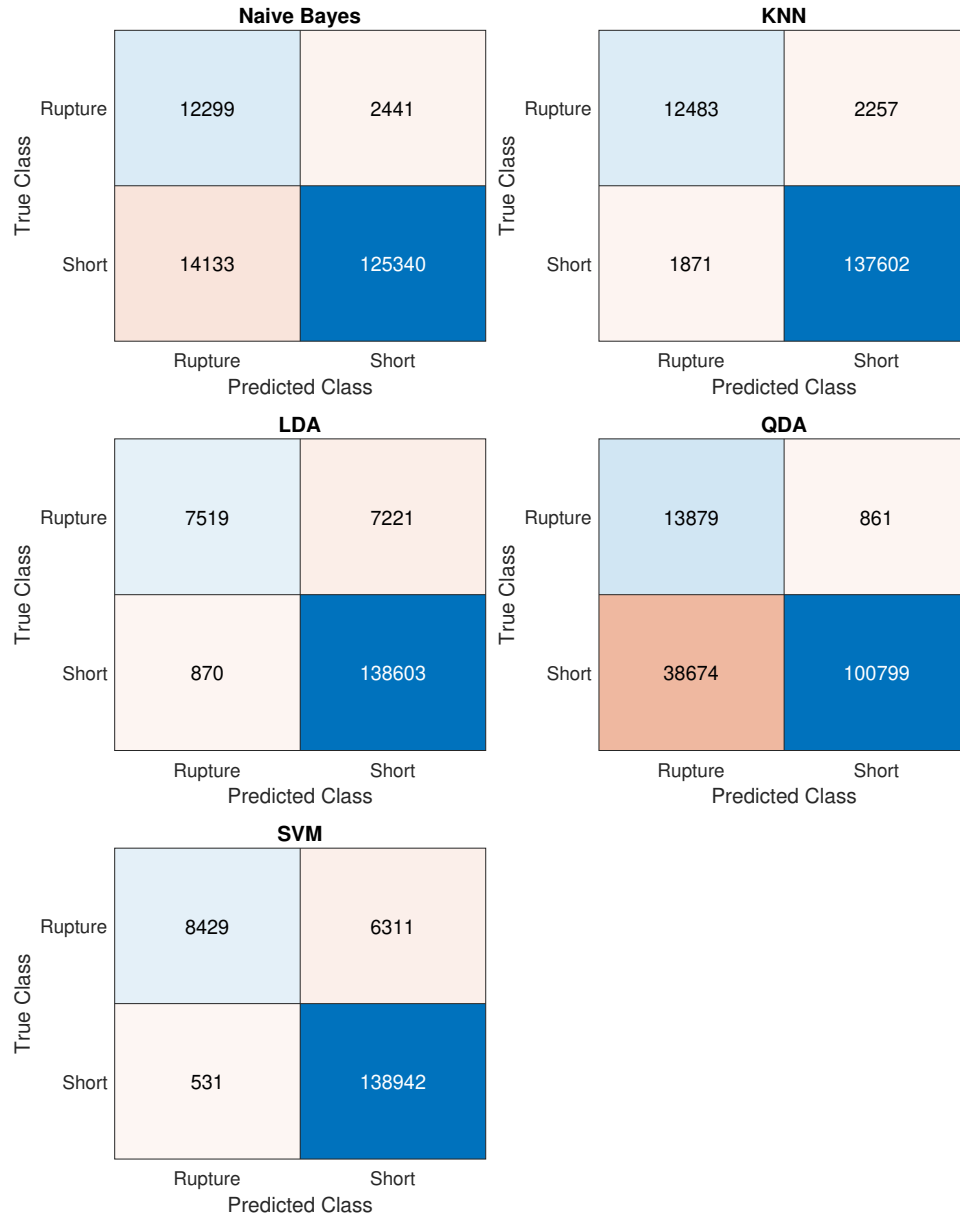 Naive Bayes
True Class
Rupture
12299
2441
Short
14133
125340
Rupture
Short
Predicted Class
KNN
True Class
Rupture
12483
2257
Short
1871
137602
Rupture
Short
Predicted Class
LDA
True Class
Rupture
7519
7221
Short
870
138603
Rupture
Short
Predicted Class
QDA
True Class
Rupture
13879
861
Short
38674
100799
Rupture
Short
Predicted Class
SVM
True Class
Rupture
8429
6311
Short
531
138942
Rupture
Short
Predicted Class